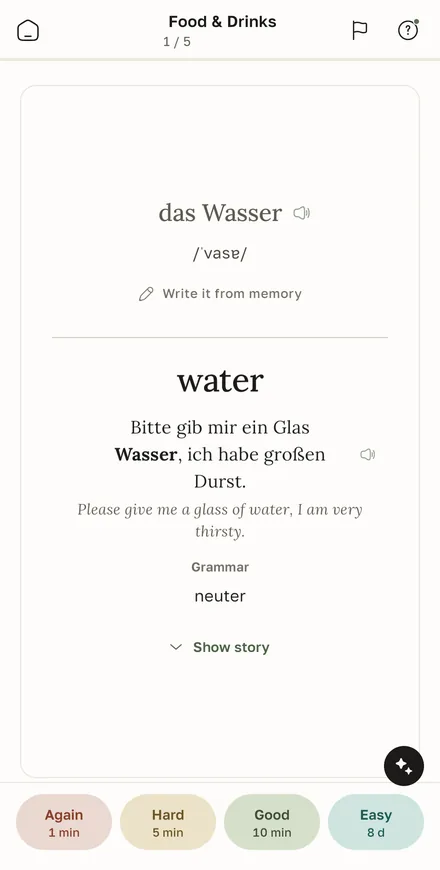 Food & Drinks
1 / 5
das Wasser
/ˈvasɐ/
Write it from memory
water
Bitte gib mir ein Glas
Wasser, ich habe großen
Durst.
Please give me a glass of water, I am very
thirsty.
Grammar
neuter
Show story
Again
1 min
Hard
5 min
Good
10 min
Easy
8 d